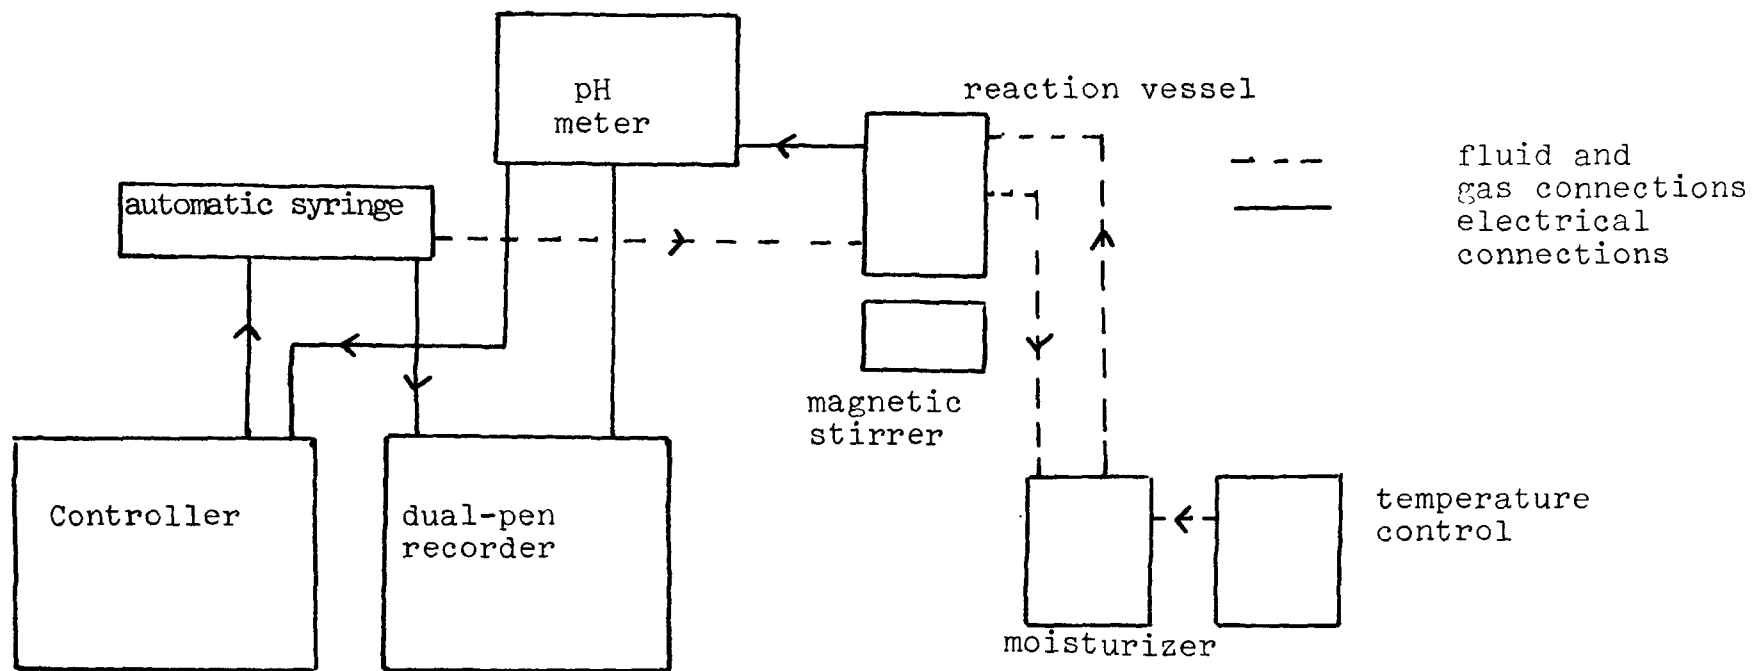 pH
meter
reaction vessel
fluid and
gas connections
electrical
connections
automatic syringe
magnetic
stirrer
Controller
dual-pen
recorder
temperature
control
moisturizer